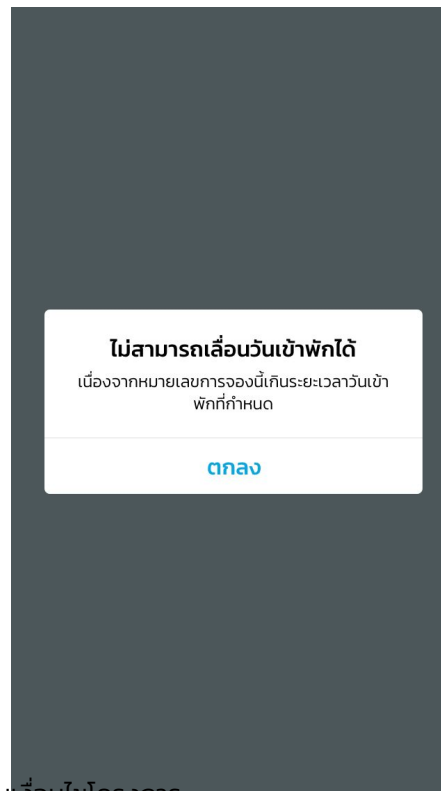 ไม่สามารถเลื่อนวันเข้าพักได้
เนื่องจากหมายเลขการจองนี้เกินระยะเวลาวันเข้า
พักที่กำหนด
ตกลง